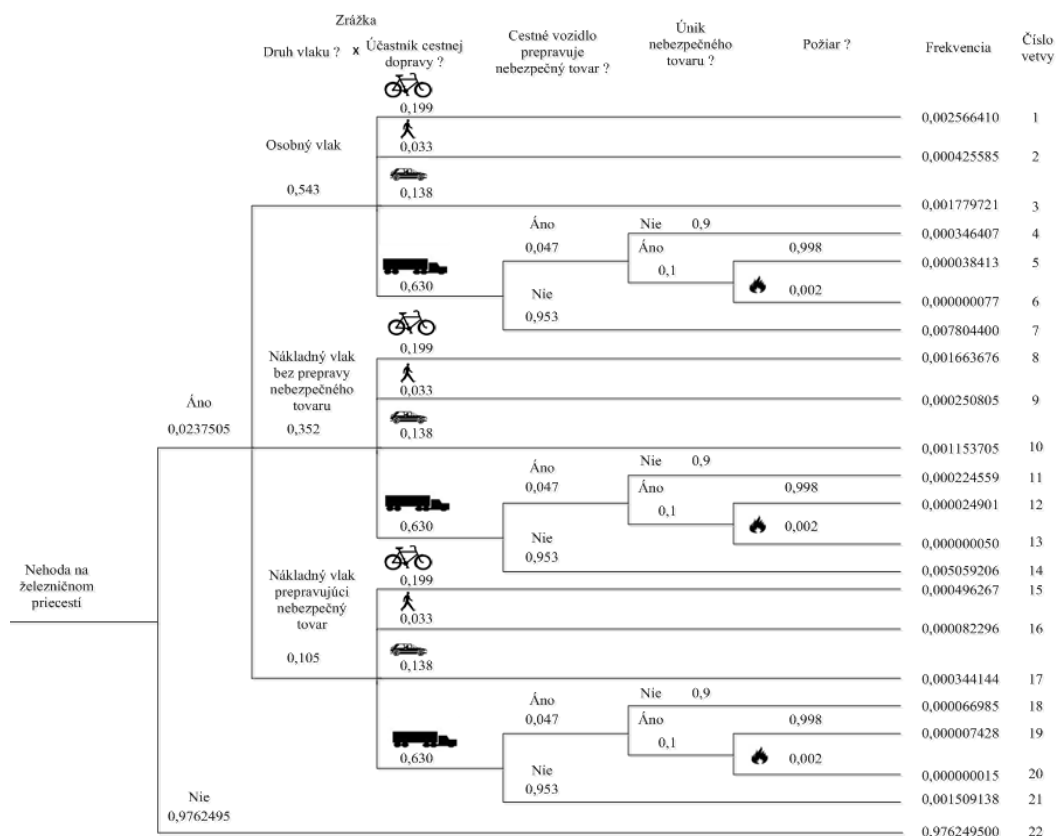 Zrážka
Druh vlaku ? x Účastník cestnej
dopravy ?
Cestné vozidlo
prepravuje
nebezpečný tovar ?
Únik
nebezpečného
tovaru ?
Požiar ?
Frekvencia
Číslo
vetvy
0,199
0,002566410 1
Osobný vlak
0,033
0,000425585 2
0,543
0,138
0,001779721 3
Áno
0,047
Nie 0,9
0,000346407 4
Áno
0,1
0,998
0,000038413 5
0,630
Nie
0,953
0,002
0,000000077 6
0,007804400 7
0,199
0,001663676 8
Nákladný vlak
bez prepravy
nebezpečného
tovaru
0,352
0,033
0,000250805 9
Áno
0,0237505
0,138
0,001153705 10
Áno
0,047
Nie 0,9
0,000224559 11
Áno
0,1
0,998
0,000024901 12
0,630
Nie
0,953
0,002
0,000000050 13
0,005059206 14
Nehoda na
železničnom
priecestí
0,199
0,000496267 15
Nákladný vlak
prepravujúci
nebezpečný
tovar
0,105
0,033
0,000082296 16
0,138
0,000344144 17
Áno
0,047
Nie 0,9
0,000066985 18
Áno
0,1
0,998
0,000007428 19
0,630
Nie
0,953
0,002
0,000000015 20
0,001509138 21
Nie
0,9762495
0,976249500 22